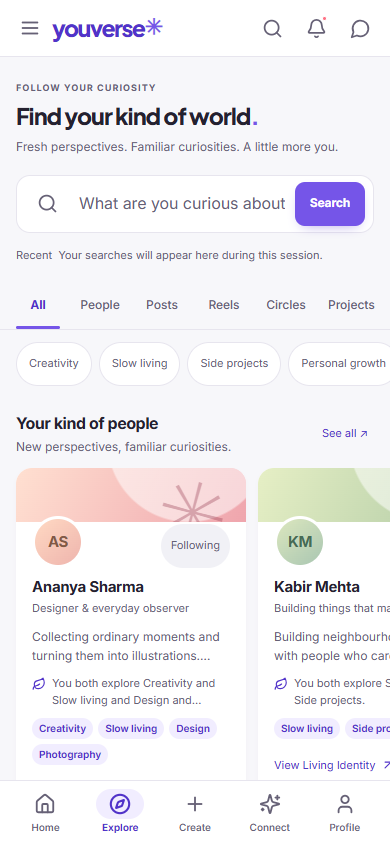 youverse
FOLLOW YOUR CURIOSITY
Find your kind of world.
Fresh perspectives. Familiar curiosities. A little more you.
What are you curious about
Search
Recent Your searches will appear here during this session.
All People Posts Reels Circles Projects
Creativity Slow living Side projects Personal growth
Your kind of people
See all ↗
New perspectives, familiar curiosities.
AS
Following
Ananya Sharma
Designer & everyday observer
Collecting ordinary moments and
turning them into illustrations....
You both explore Creativity and
Slow living and Design and...
Creativity Slow living Design
Photography
KM
Kabir Mehta
Building things that ma
Building neighbourho
with people who car
You both explore S
Side projects.
Slow living Side pro
View Living Identity ↗
Home Explore Create Connect Profile